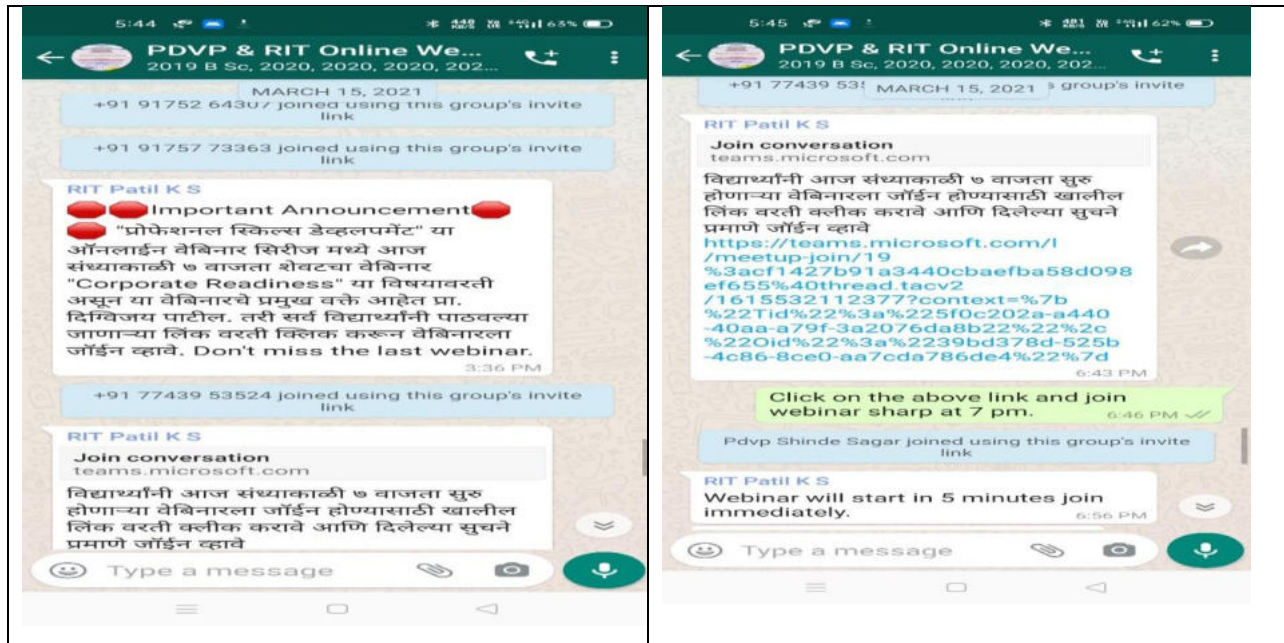 5:44
63%
PDVP & RIT Online We...
2019 B Sc, 2020, 2020, 2020, 202...
MARCH 15, 2021
+91 91752 64307 joined using this group's invite
link
+91 91757 73363 joined using this group's invite
link
RIT Patil K S
Important Announcement
"प्रोफेशनल स्किल्स डेव्हलपमेंट" या
ऑनलाईन वेबिनार सिरीज मध्ये आज
संध्याकाळी ७ वाजता शेवटचा वेबिनार
"Corporate Readiness" या विषयावरती
असून या वेबिनारचे प्रमुख वक्ते आहेत प्रा.
दिग्विजय पाटील. तरी सर्व विद्यार्थ्यांनी पाठवल्या
जाणाऱ्या लिंक वरती क्लिक करून वेबिनारला
जॉईन व्हावे. Don't miss the last webinar.
3:36 PM
+91 77439 53524 joined using this group's invite
link
RIT Patil K S
Join conversation
teams.microsoft.com
विद्यार्थ्यांनी आज संध्याकाळी ७ वाजता सुरु
होणाऱ्या वेबिनारला जॉईन होण्यासाठी खालील
लिंक वरती क्लीक करावे आणि दिलेल्या सुचने
प्रमाणे जॉईन व्हावे
Type a message
5:45
62%
PDVP & RIT Online We...
2019 B Sc, 2020, 2020, 2020, 202...
+91 77439 53! MARCH 15, 2021 group's invite
RIT Patil K S
Join conversation
teams.microsoft.com
विद्यार्थ्यांनी आज संध्याकाळी ७ वाजता सुरु
होणाऱ्या वेबिनारला जॉईन होण्यासाठी खालील
लिंक वरती क्लीक करावे आणि दिलेल्या सुचने
प्रमाणे जॉईन व्हावे
https://teams.microsoft.com/l
/meetup-join/19
%3acf1427b91a3440cbaefba58d098
ef655%40thread.tacv2
/1615532112377?context=%7b
%22Tid%22%3a%225f0c202a-a440
-40aa-a79f-3a2076da8b22%22%2c
%22Oid%22%3a%2239bd378d-525b
-4c86-8ce0-aa7cda786de4%22%7d
6:43 PM
Click on the above link and join
webinar sharp at 7 pm.
6:46 PM
Pdvp Shinde Sagar joined using this group's invite
link
RIT Patil K S
Webinar will start in 5 minutes join
immediately.
6:56 PM
Type a message